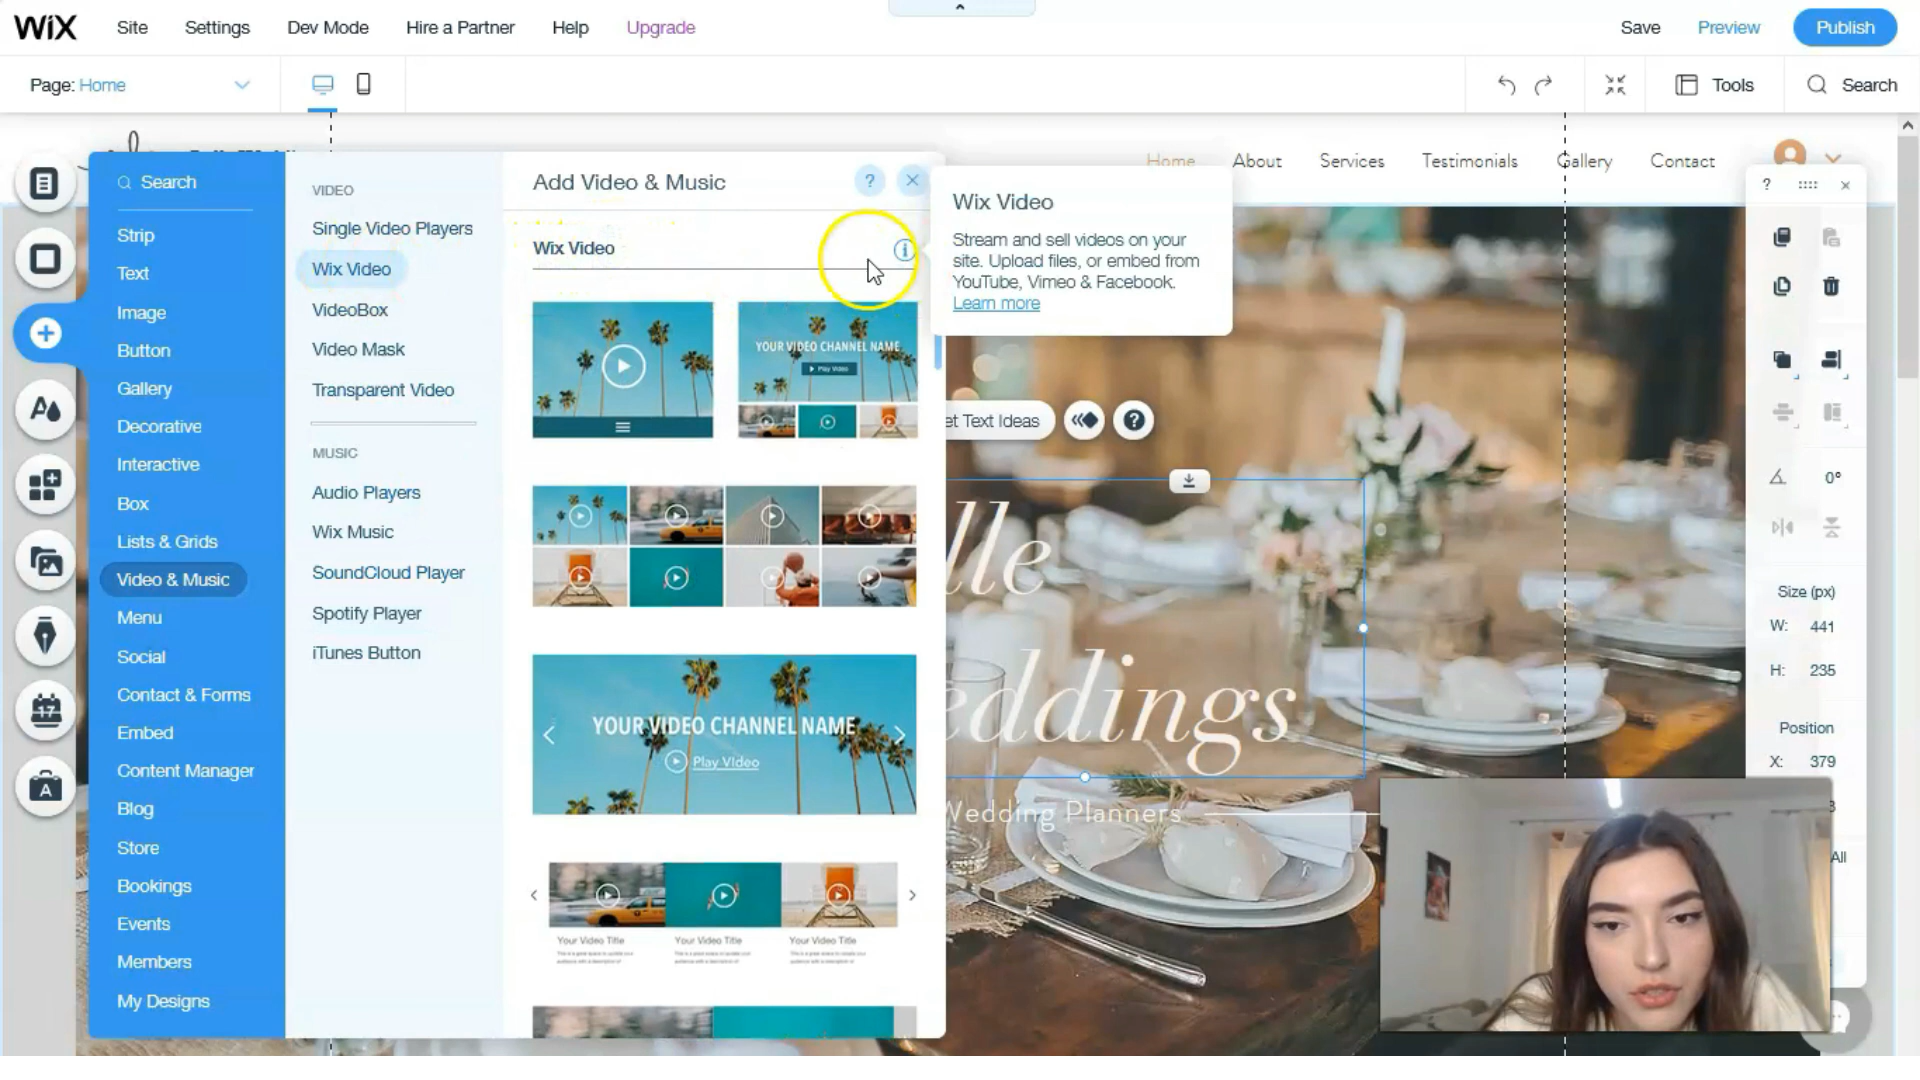 WiX
Site
Settings
Dev Mode
Hire a Partner
Help
Upgrade
Save
Preview
Publish
Page: Home
Tools
Search
Home
About
Services
Testimonials
Gallery
Contact
Search
Strip
Text
Image
Button
Gallery
Decorative
Interactive
Box
Lists & Grids
Video & Music
Menu
Social
Contact & Forms
Embed
Content Manager
Blog
Store
Bookings
Events
Members
My Designs
VIDEO
Single Video Players
Wix Video
VideoBox
Video Mask
Transparent Video
MUSIC
Audio Players
Wix Music
SoundCloud Player
Spotify Player
iTunes Button
Add Video & Music
?
Wix Video
i
YOUR VIDEO CHANNEL NAME
Play Video
YOUR VIDEO CHANNEL NAME
Play Video
Your Video Title
Your Video Title
Your Video Title
Wix Video
Stream and sell videos on your
site. Upload files, or embed from
YouTube, Vimeo & Facebook.
Learn more
et Text Ideas
?
lle
eddings
Wedding Planners
?
0°
Size (px)
W: 441
H: 235
Position
X: 379
All
17
A